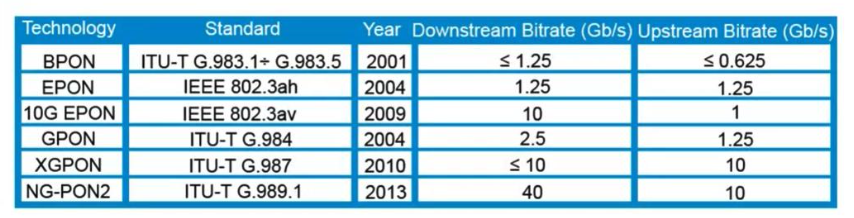 Technology Standard Year Downstream Bitrate (Gb/s) Upstream Bitrate (Gb/s)
BPON ITU-T G.983.1÷ G.983.5 2001 ≤ 1.25 ≤ 0.625
EPON IEEE 802.3ah 2004 1.25 1.25
10G EPON IEEE 802.3av 2009 10 1
GPON ITU-T G.984 2004 2.5 1.25
XGPON ITU-T G.987 2010 ≤ 10 10
NG-PON2 ITU-T G.989.1 2013 40 10